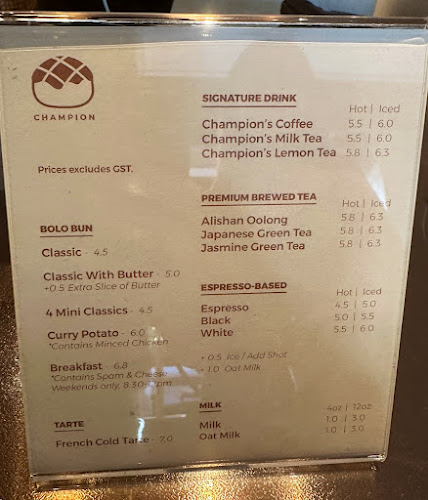 CHAMPION
Prices excludes GST.
BOLO BUN
Classic - 4.5
Classic With Butter - 5.0
+0.5 Extra Slice of Butter
4 Mini Classics - 4.5
Curry Potato - 6.0
*Contains Minced Chicken
Breakfast - 6.8
*Contains Spam & Cheese
Weekends only, 8:30-
TARTE
French Cold Tarte - 7.0
SIGNATURE DRINK
Hot | Iced
Champion's Coffee 5.5 | 6.0
Champion's Milk Tea 5.5 | 6.0
Champion's Lemon Tea 5.8 | 6.3
PREMIUM BREWED TEA
Hot | Iced
Alishan Oolong 5.8 | 6.3
Japanese Green Tea 5.8 | 6.3
Jasmine Green Tea 5.8 | 6.3
ESPRESSO-BASED
Hot | Iced
Espresso 4.5 | 5.0
Black 5.0 | 5.5
White 5.5 | 6.0
+ 0.5 Ice / Add Shot
+ 1.0 Oat Milk
MILK
4oz | 12oz
Milk 1.0 | 3.0
Oat Milk 1.0 | 3.0